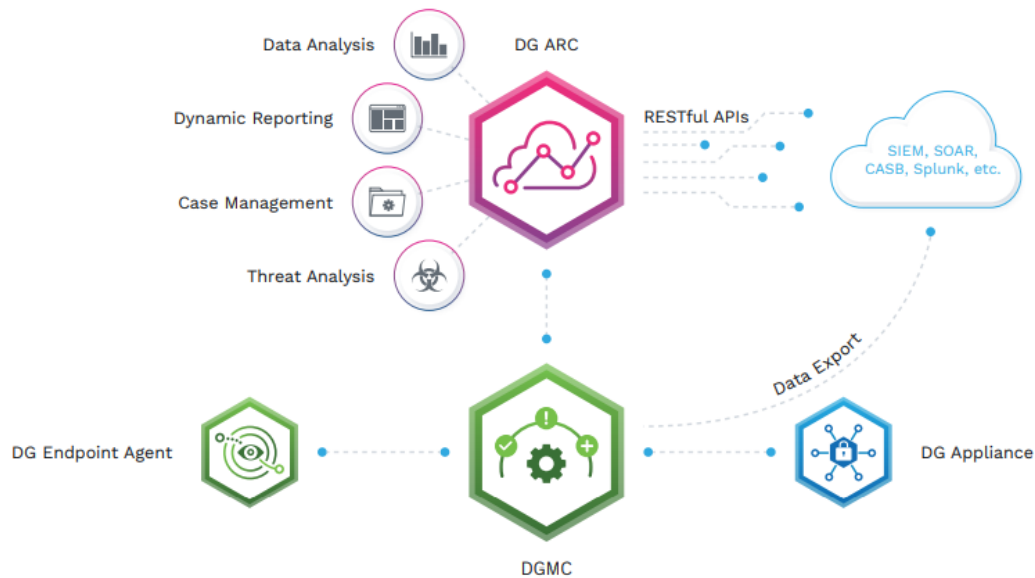 Data Analysis
DG ARC
Dynamic Reporting
RESTful APIs
SIEM, SOAR,
CASB, Splunk, etc.
Case Management
Threat Analysis
Data Export
DG Endpoint Agent
DG Appliance
DGMC